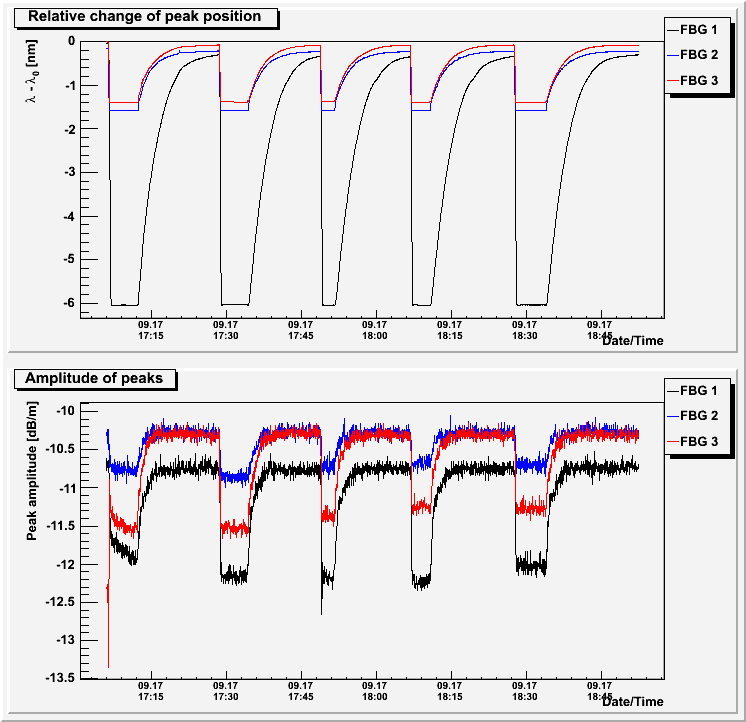 Relative change of peak position
λ - λ0 [nm]
0
-1
-2
-3
-4
-5
-6
FBG 1
FBG 2
FBG 3
09.17 09.17 09.17 09.17 09.17 09.17 09.17
17:15 17:30 17:45 18:00 18:15 18:30 18:45
Date/Time
Amplitude of peaks
Peak amplitude [dB/m]
-10
-10.5
-11
-11.5
-12
-12.5
-13
-13.5
FBG 1
FBG 2
FBG 3
09.17 09.17 09.17 09.17 09.17 09.17 09.17
17:15 17:30 17:45 18:00 18:15 18:30 18:45
Date/Time